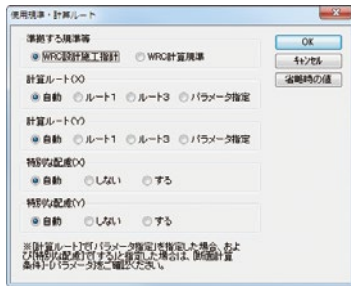 使用規準・計算ルート
準拠する規準等
WRC設計施工指針 WRC計算規準
計算ルート(X)
自動 ルート1 ルート3 パラメータ指定
計算ルート(Y)
自動 ルート1 ルート3 パラメータ指定
特別な配慮(X)
自動 しない する
特別な配慮(Y)
自動 しない する
※[計算ルート]で[パラメータ指定]を指定した場合、およ
び[特別な配慮]で[する]と指定した場合は、[断面計算
条件]-[パラメータ]をご確認ください。
OK
キャンセル
省略時の値